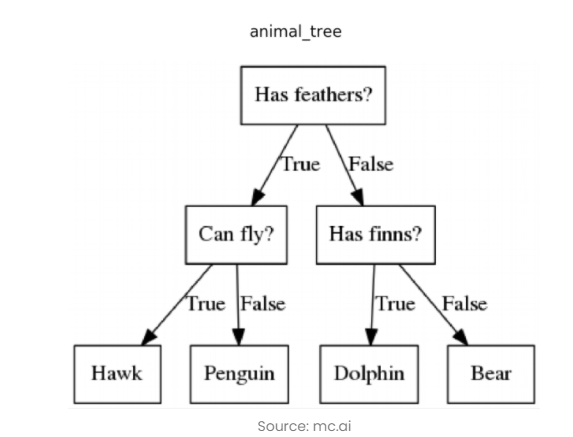 animal_tree
Has feathers?
True False
Can fly? Has finns?
True False True False
Hawk Penguin Dolphin Bear
Source: mc.ai